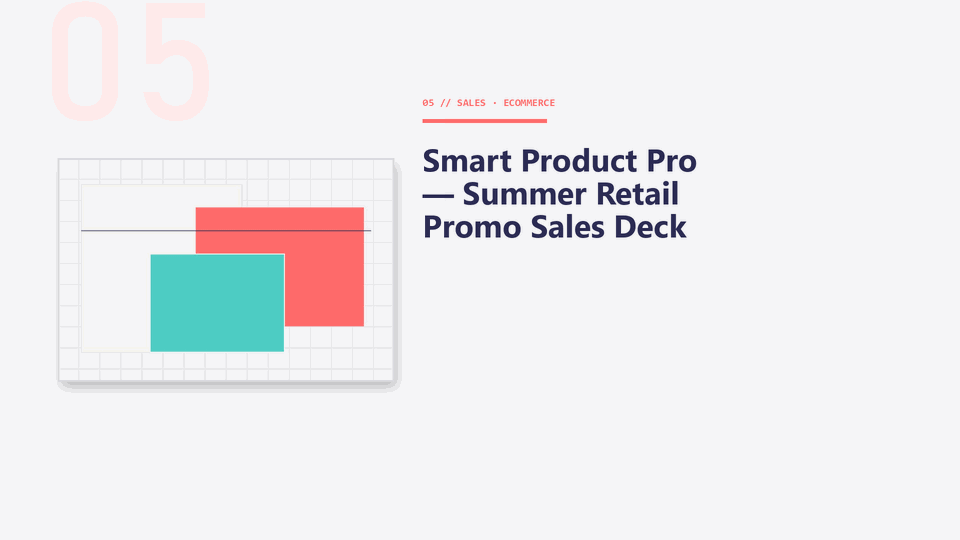 05
05 // SALES · ECOMMERCE
Smart Product Pro
— Summer Retail
Promo Sales Deck